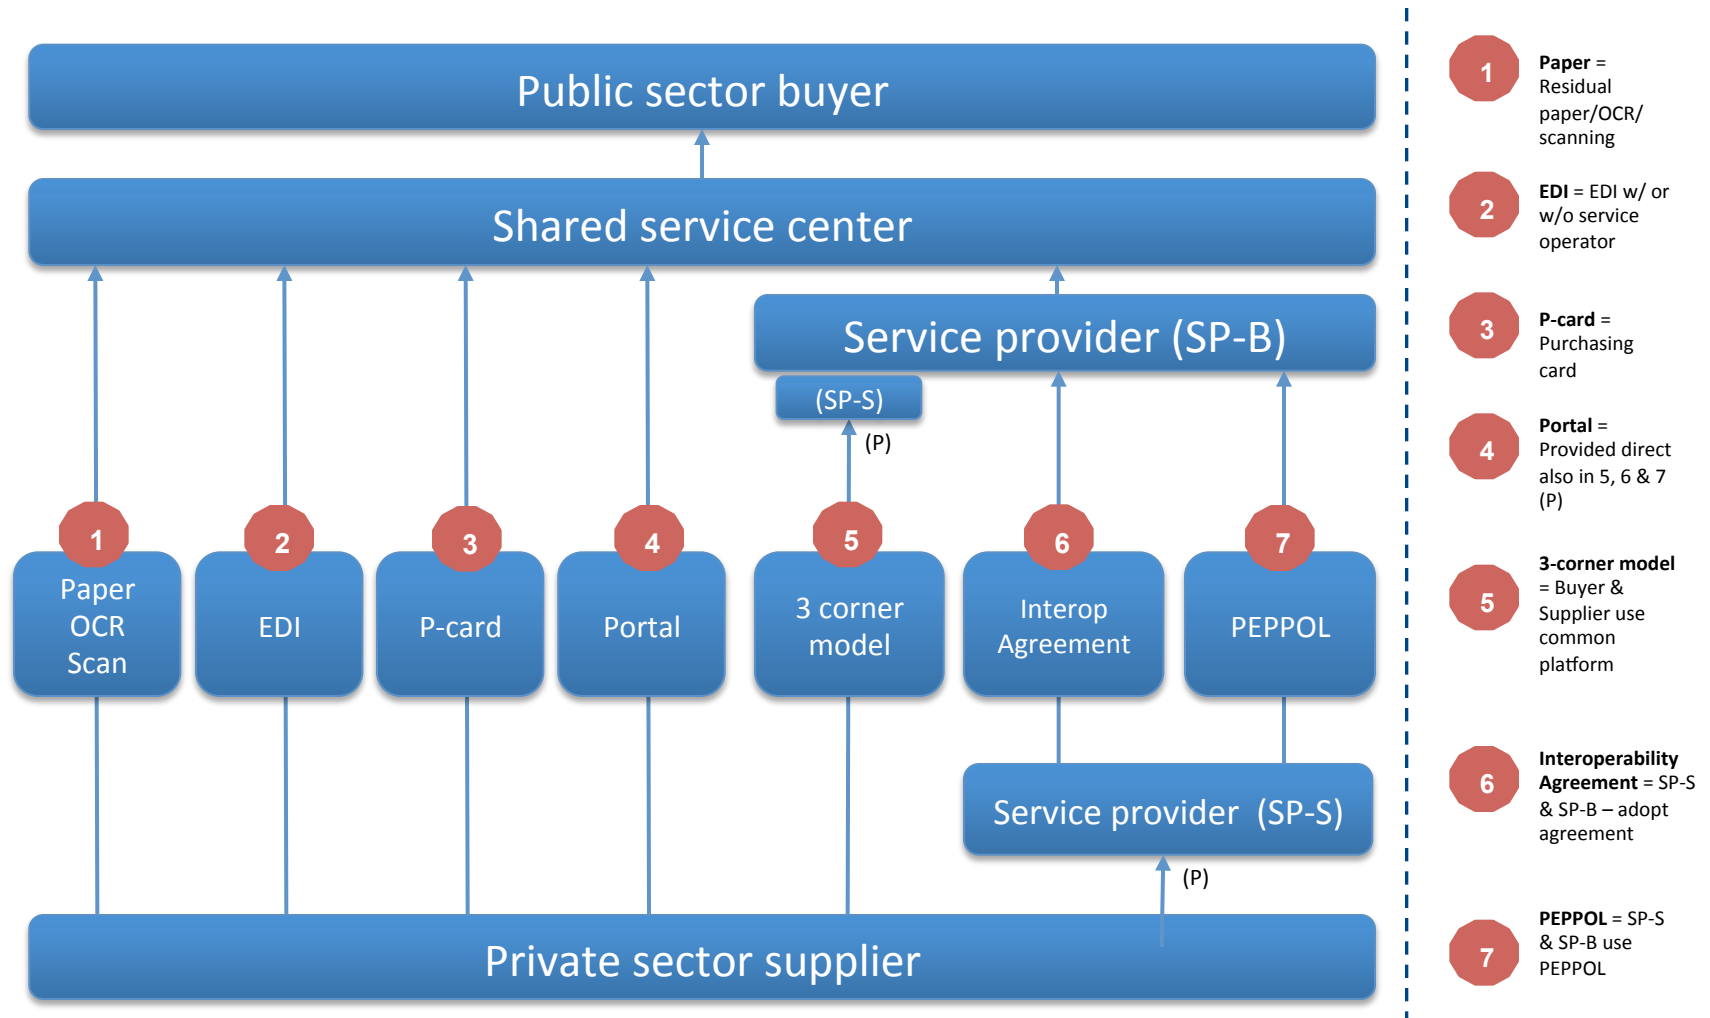 Public sector buyer
Shared service center
Service provider (SP-B)
(SP-S)
(P)
1
2
3
4
5
6
7
Paper
OCR
Scan
EDI
P-card
Portal
3 corner
model
Interop
Agreement
PEPPOL
Service provider  (SP-S)
(P)
Private sector supplier
1
Paper =
Residual
paper/OCR/
scanning
2
EDI = EDI w/ or
w/o service
operator
3
P-card =
Purchasing
card
4
Portal =
Provided direct
also in 5, 6 & 7
(P)
5
3-corner model
= Buyer &
Supplier use
common
platform
6
Interoperability
Agreement = SP-S
& SP-B – adopt
agreement
7
PEPPOL = SP-S
& SP-B use
PEPPOL